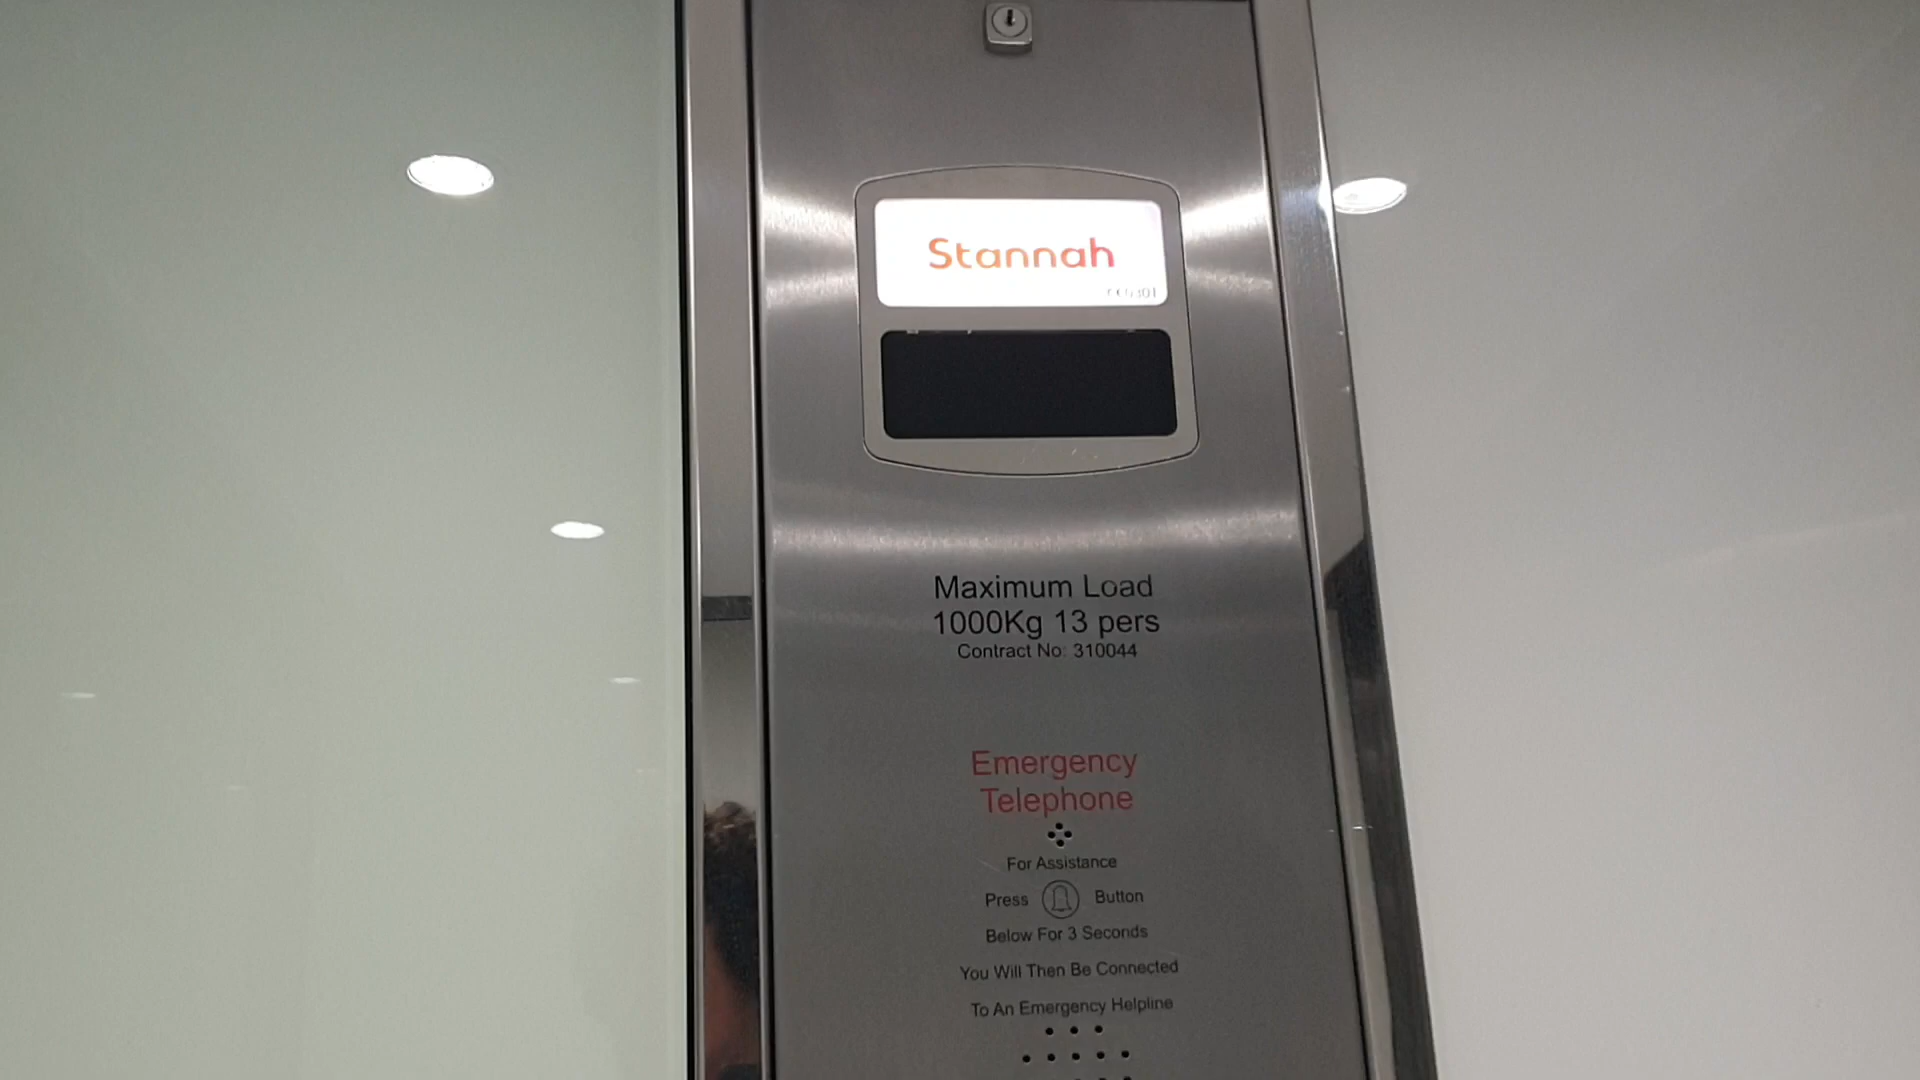 Stannah
Maximum Load
1000Kg 13 pers
Contract No: 310044
Emergency
Telephone
For Assistance
Press Button
Below For 3 Seconds
You Will Then Be Connected
To An Emergency Helpline